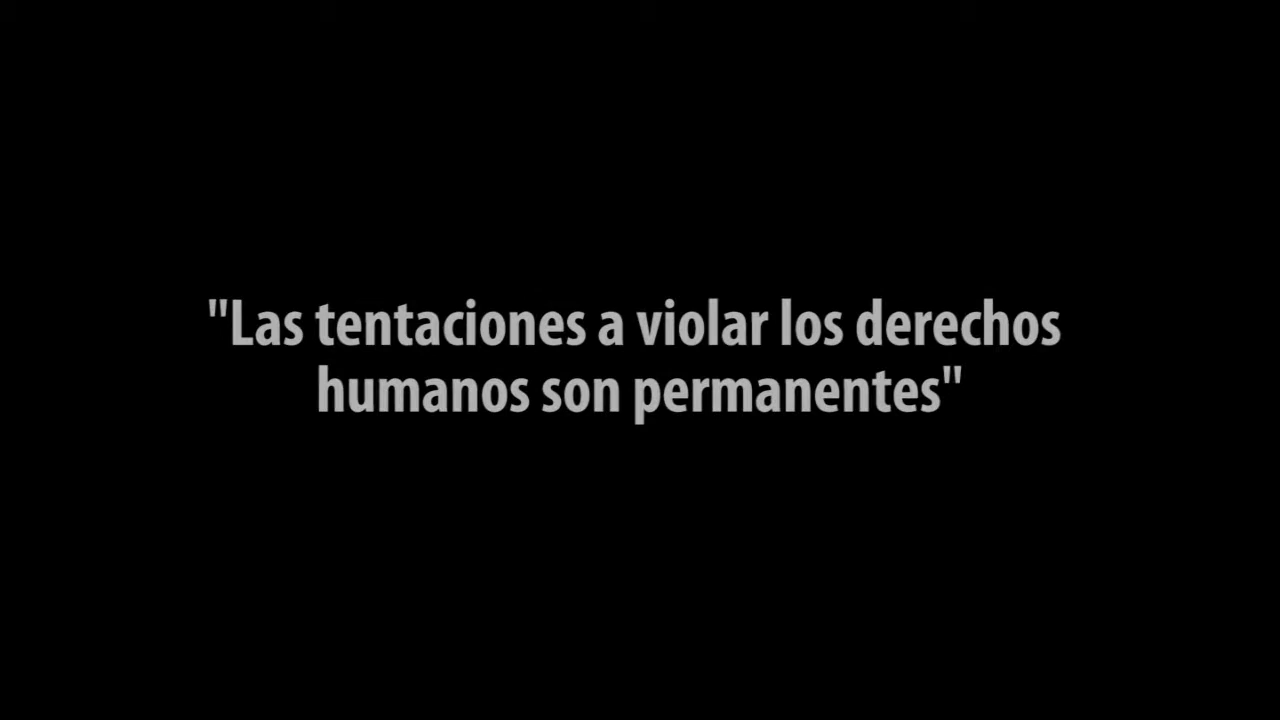 "Las tentaciones a violar los derechos
humanos son permanentes"